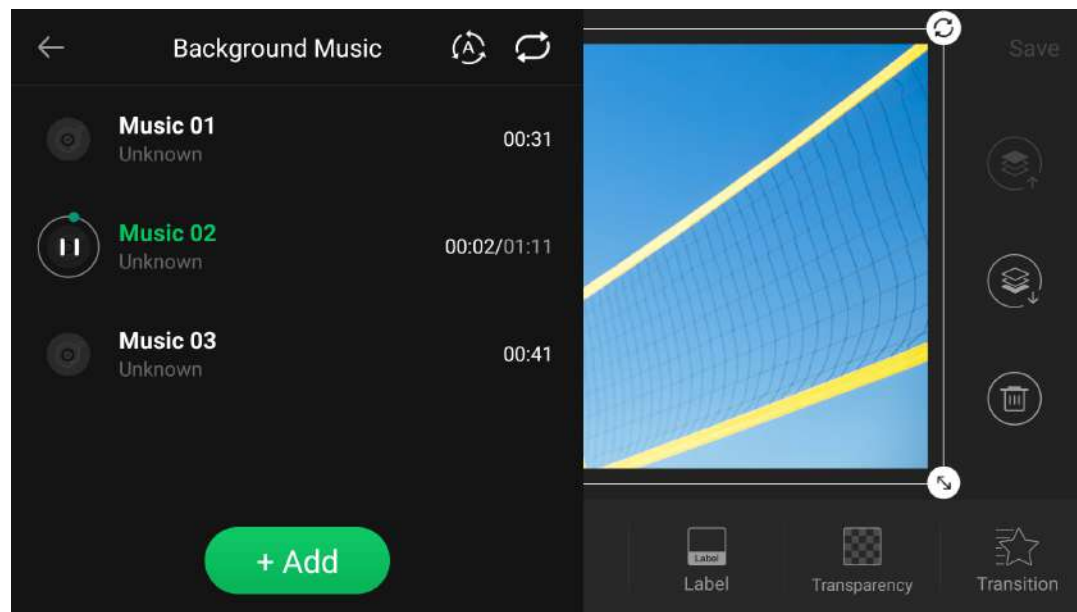 Background Music
A
Save
Music 01
Unknown
00:31
Music 02
Unknown
00:02/01:11
Music 03
Unknown
00:41
+ Add
Label
Label
Transparency
Transition